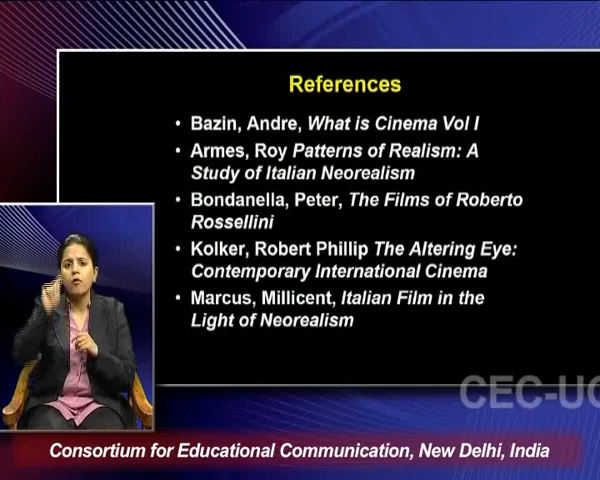 References
• Bazin, Andre, What is Cinema Vol I
• Armes, Roy Patterns of Realism: A
Study of Italian Neorealism
• Bondanella, Peter, The Films of Roberto
Rossellini
• Kolker, Robert Phillip The Altering Eye:
Contemporary International Cinema
• Marcus, Millicent, Italian Film in the
Light of Neorealism
CEC-UG
Consortium for Educational Communication, New Delhi, India